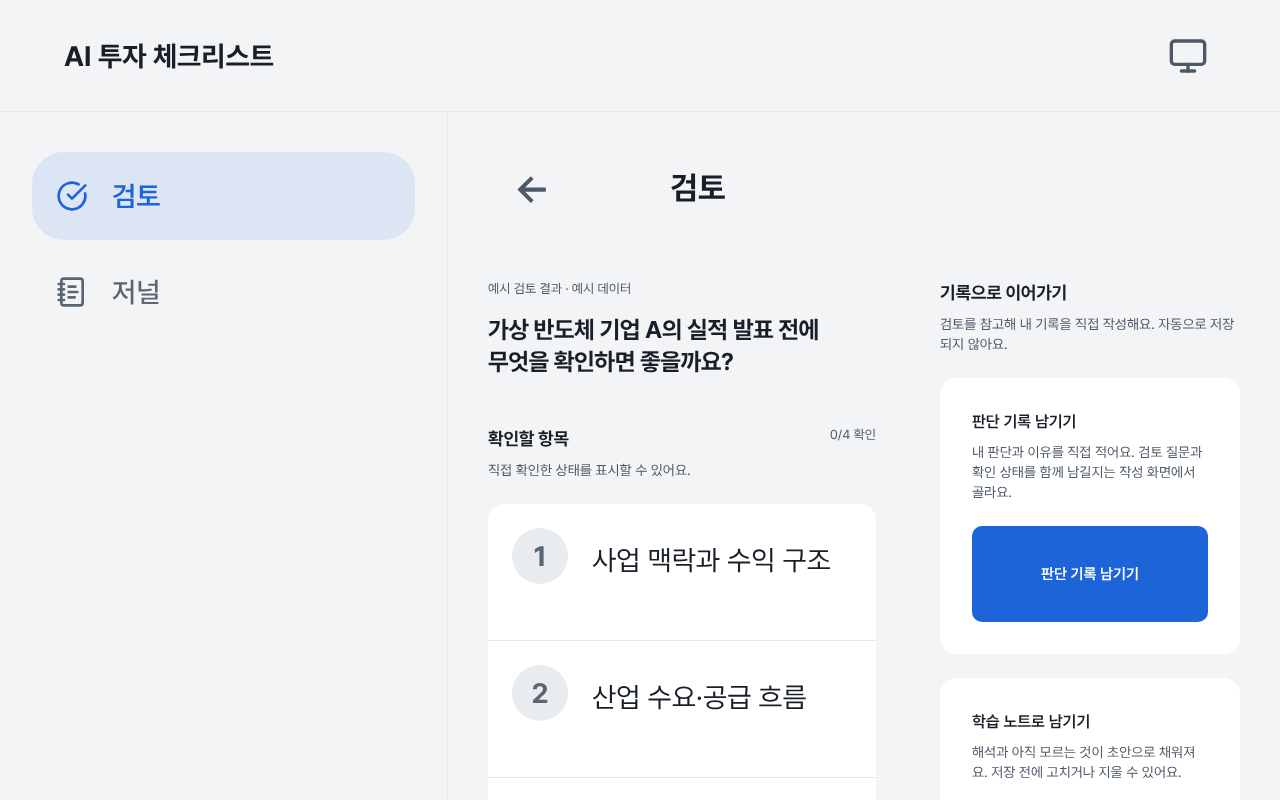 AI 투자 체크리스트
검토
저널
검토
예시 검토 결과 · 예시 데이터
가상 반도체 기업 A의 실적 발표 전에
무엇을 확인하면 좋을까요?
확인할 항목
0/4 확인
직접 확인한 상태를 표시할 수 있어요.
1
사업 맥락과 수익 구조
2
산업 수요·공급 흐름
기록으로 이어가기
검토를 참고해 내 기록을 직접 작성해요. 자동으로 저장
되지 않아요.
판단 기록 남기기
내 판단과 이유를 직접 적어요. 검토 질문과
확인 상태를 함께 남길지는 작성 화면에서
골라요.
판단 기록 남기기
학습 노트로 남기기
해석과 아직 모르는 것이 초안으로 채워져
요. 저장 전에 고치거나 지울 수 있어요.